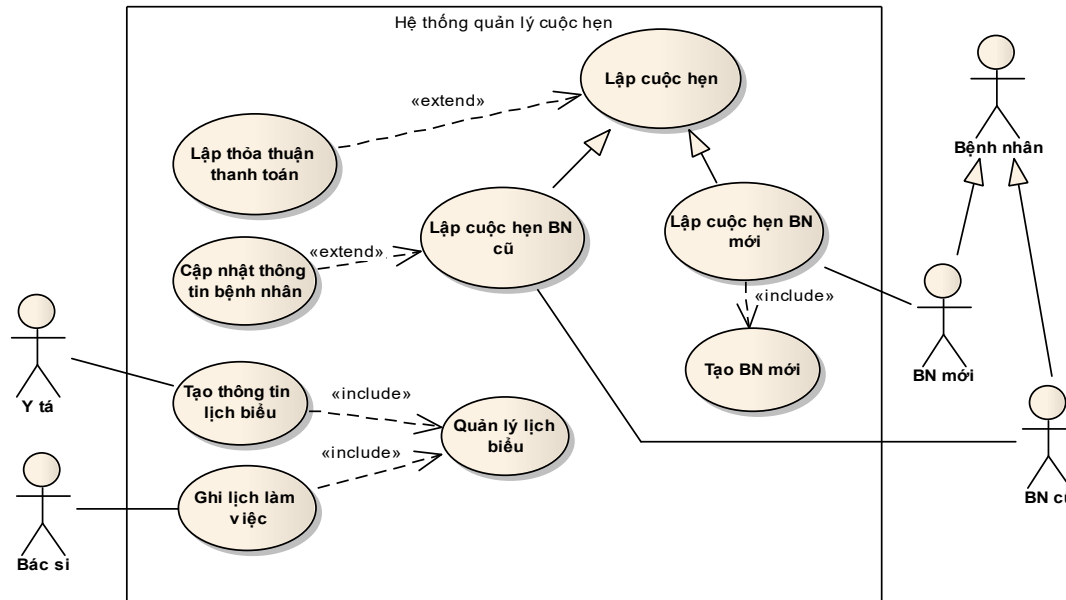 Hệ thống quản lý cuộc hẹn
Lập cuộc hẹn
«extend»
Lập thỏa thuận
thanh toán
Bệnh nhân
Lập cuộc hẹn BN
cũ
Lập cuộc hẹn BN
mới
«extend»
Cập nhật thông
tin bệnh nhân
«include»
Tạo BN mới
BN mới
Y tá
Tạo thông tin
lịch biểu
«include»
Quản lý lịch
biểu
«include»
Ghi lịch làm
việc
Bác si
BN